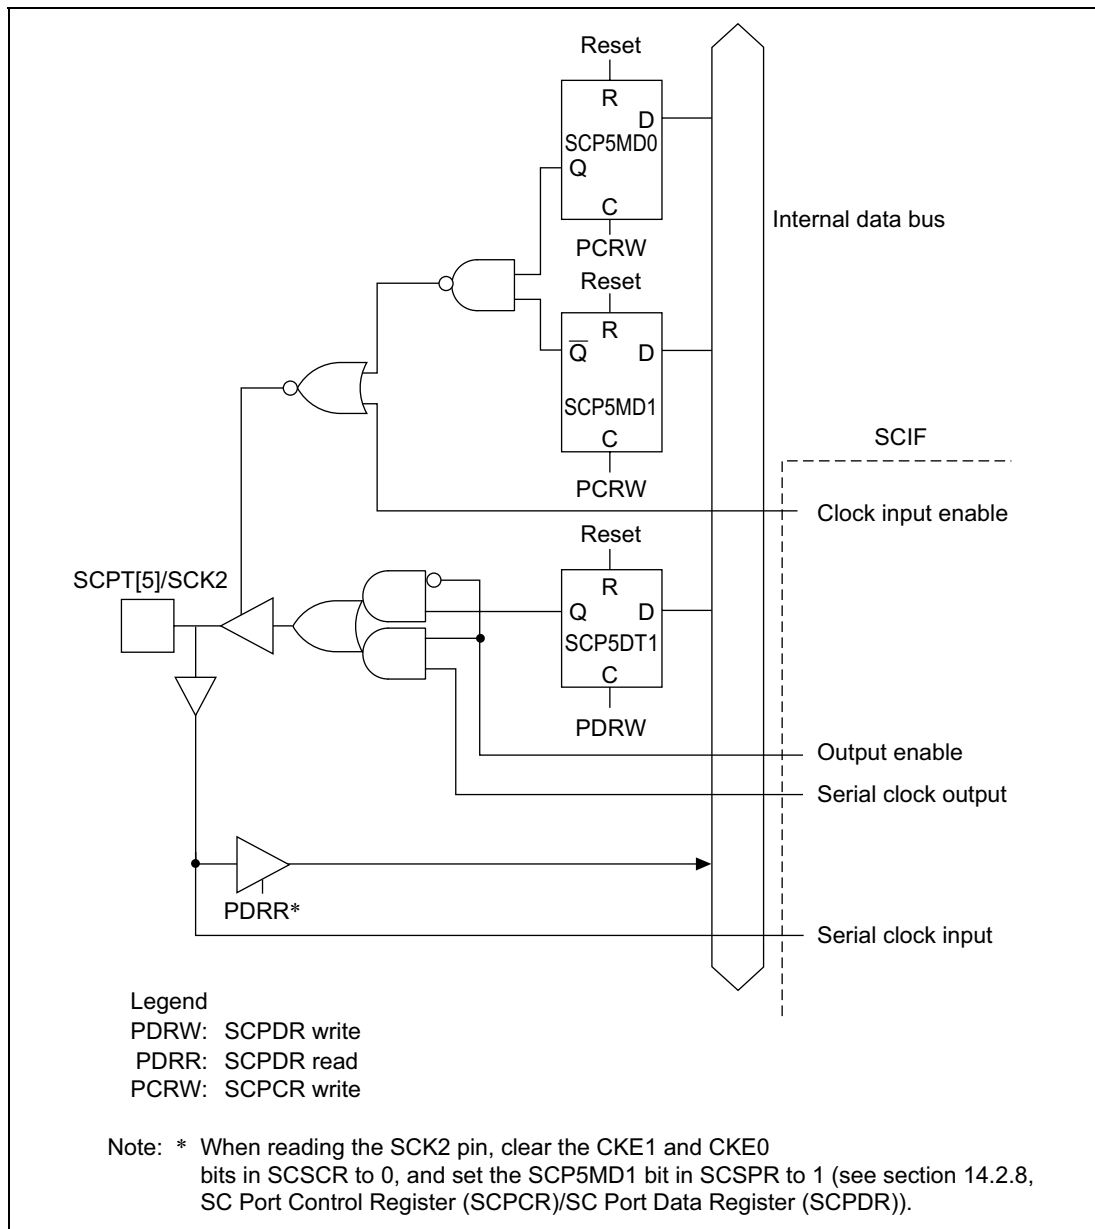 Reset
R
D
SCP5MD0
Q
C
Internal data bus
PCRW
Reset
R
Q̅
D
SCP5MD1
C
SCIF
PCRW
Clock input enable
Reset
SCPT[5]/SCK2
R
Q
D
SCP5DT1
C
PDRW
Output enable
Serial clock output
PDRR*
Serial clock input
Legend
PDRW: SCPDR write
PDRR: SCPDR read
PCRW: SCPCR write
Note: * When reading the SCK2 pin, clear the CKE1 and CKE0
bits in SCSCR to 0, and set the SCP5MD1 bit in SCSPR to 1 (see section 14.2.8,
SC Port Control Register (SCPCR)/SC Port Data Register (SCPDR)).